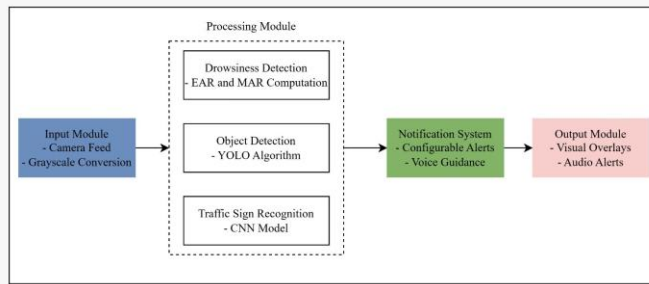 Processing Module
Drowsiness Detection
- EAR and MAR Computation
Input Module
- Camera Feed
- Grayscale Conversion
Object Detection
- YOLO Algorithm
Notification System
- Configurable Alerts
- Voice Guidance
Output Module
- Visual Overlays
- Audio Alerts
Traffic Sign Recognition
- CNN Model